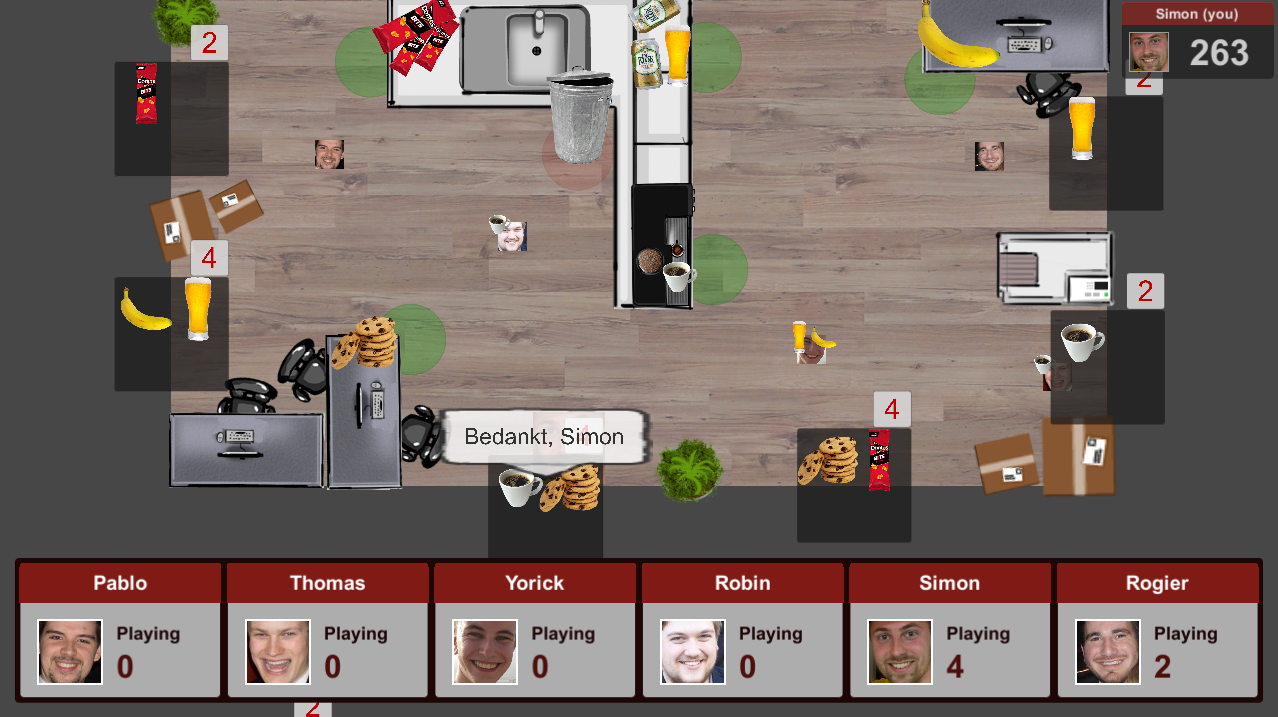 Simon (you)
263
2
2
4
2
4
Bedankt, Simon
Pablo
Playing
0
Thomas
Playing
0
Yorick
Playing
0
Robin
Playing
0
Simon
Playing
4
Rogier
Playing
2
2